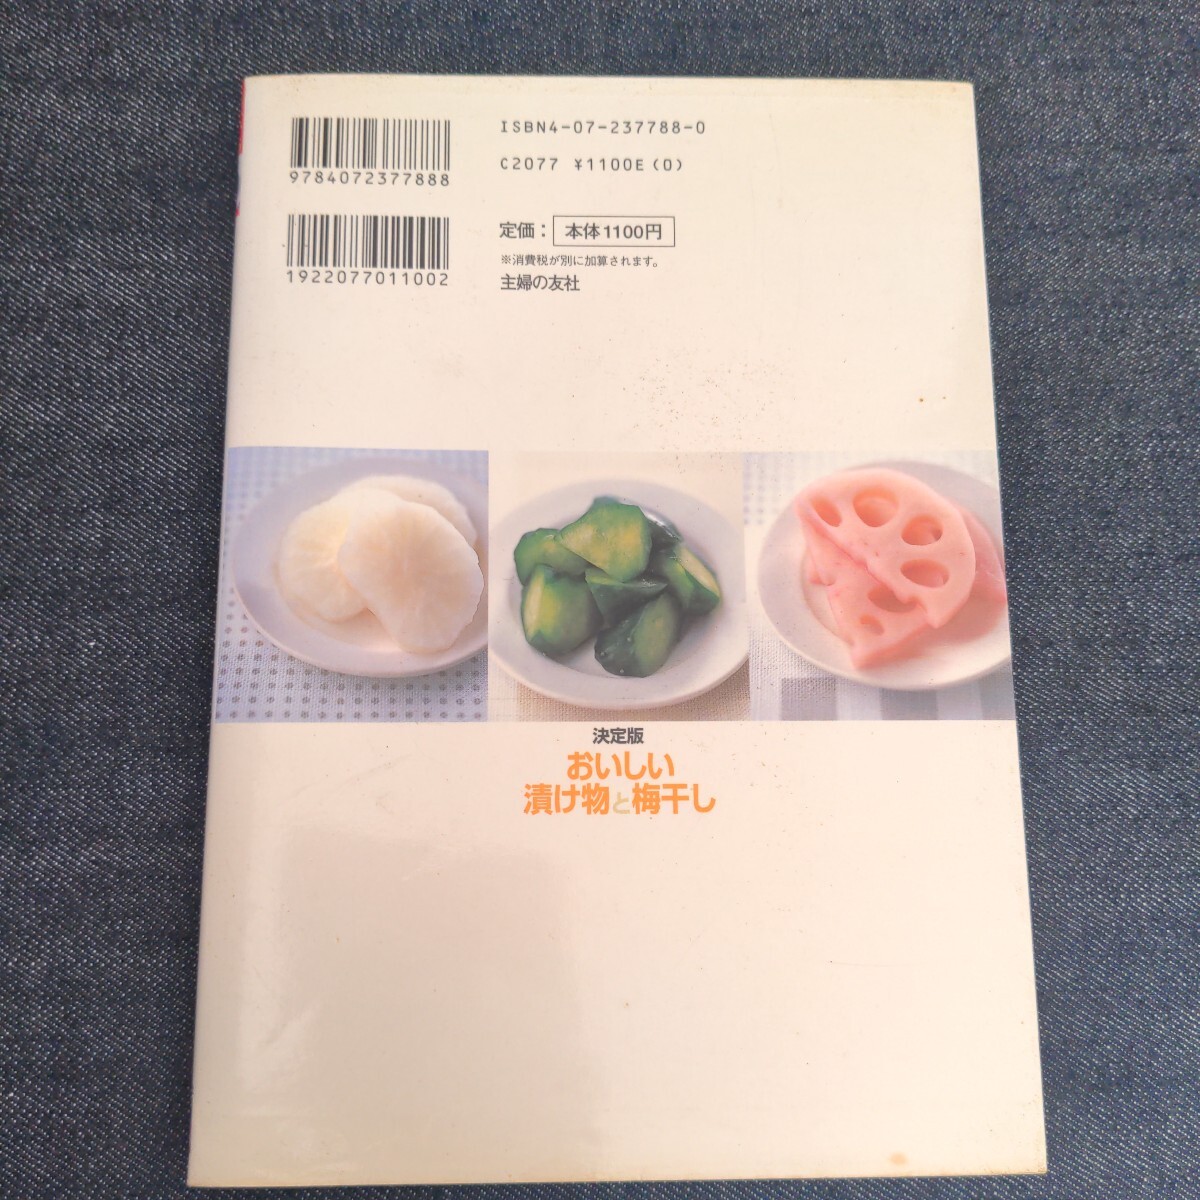 ISBN4-07-237788-0
9784072377888
C2077 ¥1100E (0)
1922077011002
定価： 本体1100円
※消費税が別に加算されます。
主婦の友社
決定版
おいしい
漬け物と梅干し